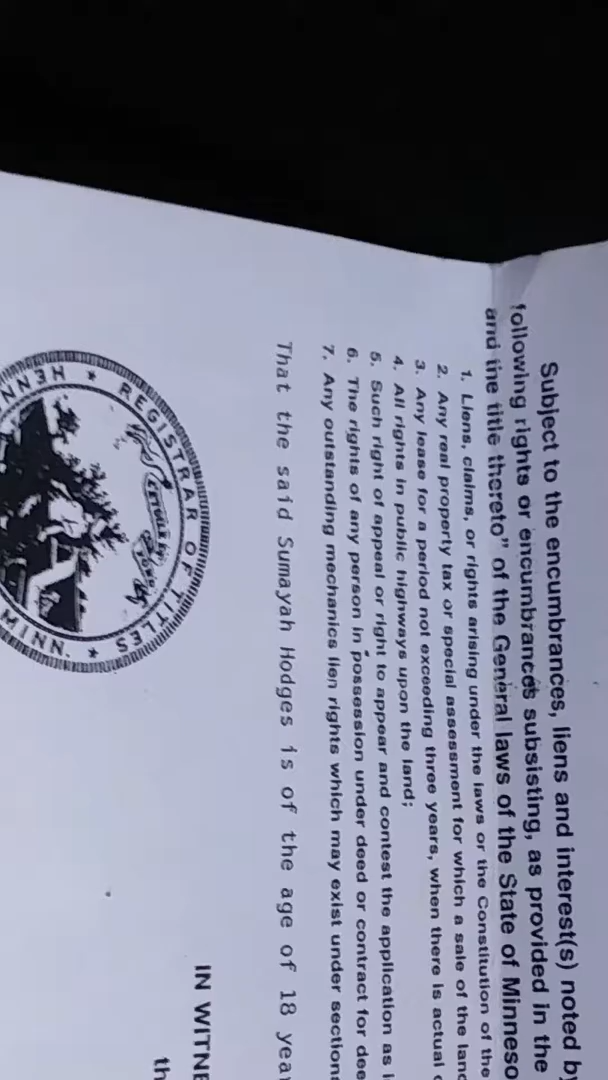 Subject to the encumbrances, liens and interest(s) noted by
following rights or encumbrances subsisting, as provided in the
and the title thereto" of the General laws of the State of Minneso
1. Liens, claims, or rights arising under the laws or the Constitution of the
2. Any real property tax or special assessment for which a sale of the land
3. Any lease for a period not exceeding three years, when there is actual
4. All rights in public highways upon the land;
5. Such right of appeal or right to appear and contest the application as i
6. The rights of any person in possession under deed or contract for dee
7. Any outstanding mechanics lien rights which may exist under section
That the said Sumayah Hodges is of the age of 18 year
IN WITNE
th
REGISTRAR OF TITLES
HENN
MINN.